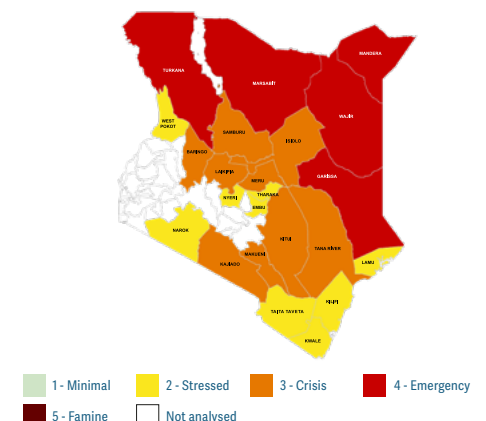 MANDERA
TURKANA
MARSABIT
WAJIR
WEST
POKOT
SAMBURU
ISIOLO
BARINGO
LAIKIPIA
GARISSA
MERU
THARAKA
NYERI
EMBU
NAROK
KITUI
TANA RIVER
MAKUENI
KAJIADO
LAMU
KILIFI
TAITA TAVETA
KWALE
1 - Minimal
2 - Stressed
3 - Crisis
4 - Emergency
5 - Famine
Not analysed